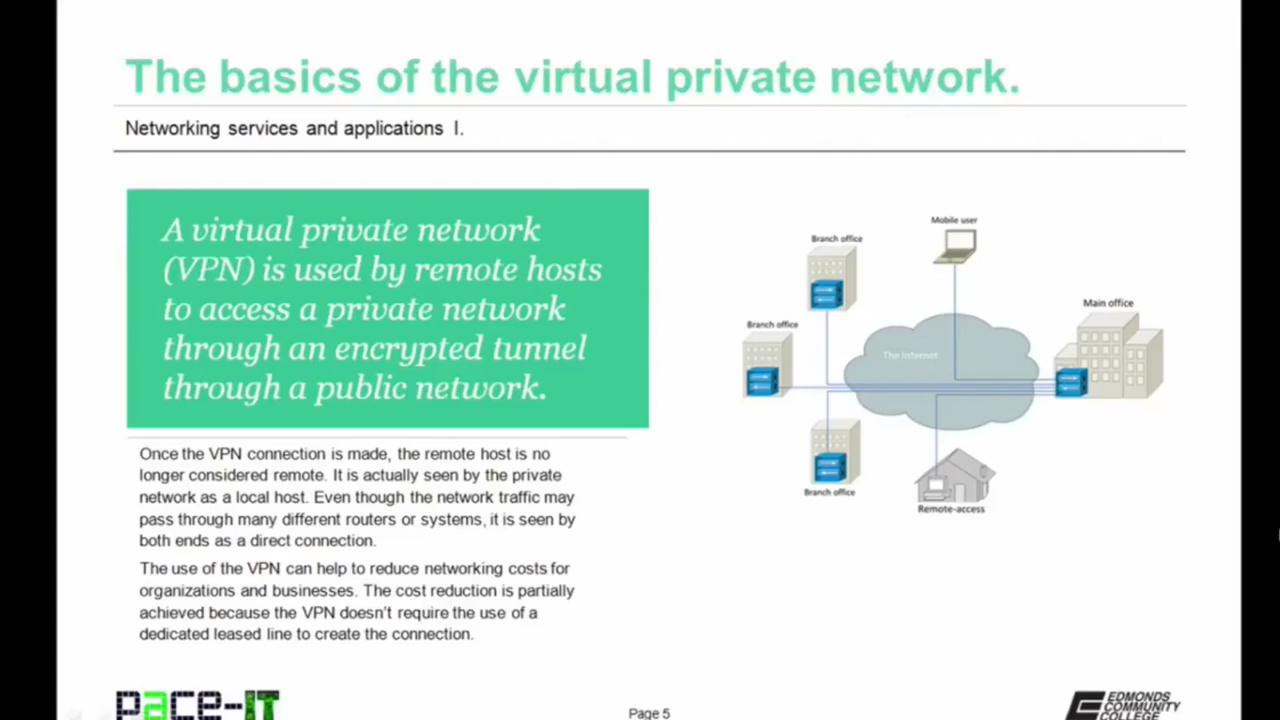 The basics of the virtual private network.
Networking services and applications I.
A virtual private network
(VPN) is used by remote hosts
to access a private network
through an encrypted tunnel
through a public network.
Once the VPN connection is made, the remote host is no
longer considered remote. It is actually seen by the private
network as a local host. Even though the network traffic may
pass through many different routers or systems, it is seen by
both ends as a direct connection.
The use of the VPN can help to reduce networking costs for
organizations and businesses. The cost reduction is partially
achieved because the VPN doesn't require the use of a
dedicated leased line to create the connection.
Mobile user
Branch office
Main office
Branch office
The Internet
Branch office
Remote-access
PACE-IT
Page 5
EDMONDS
COMMUNITY
COLLEGE